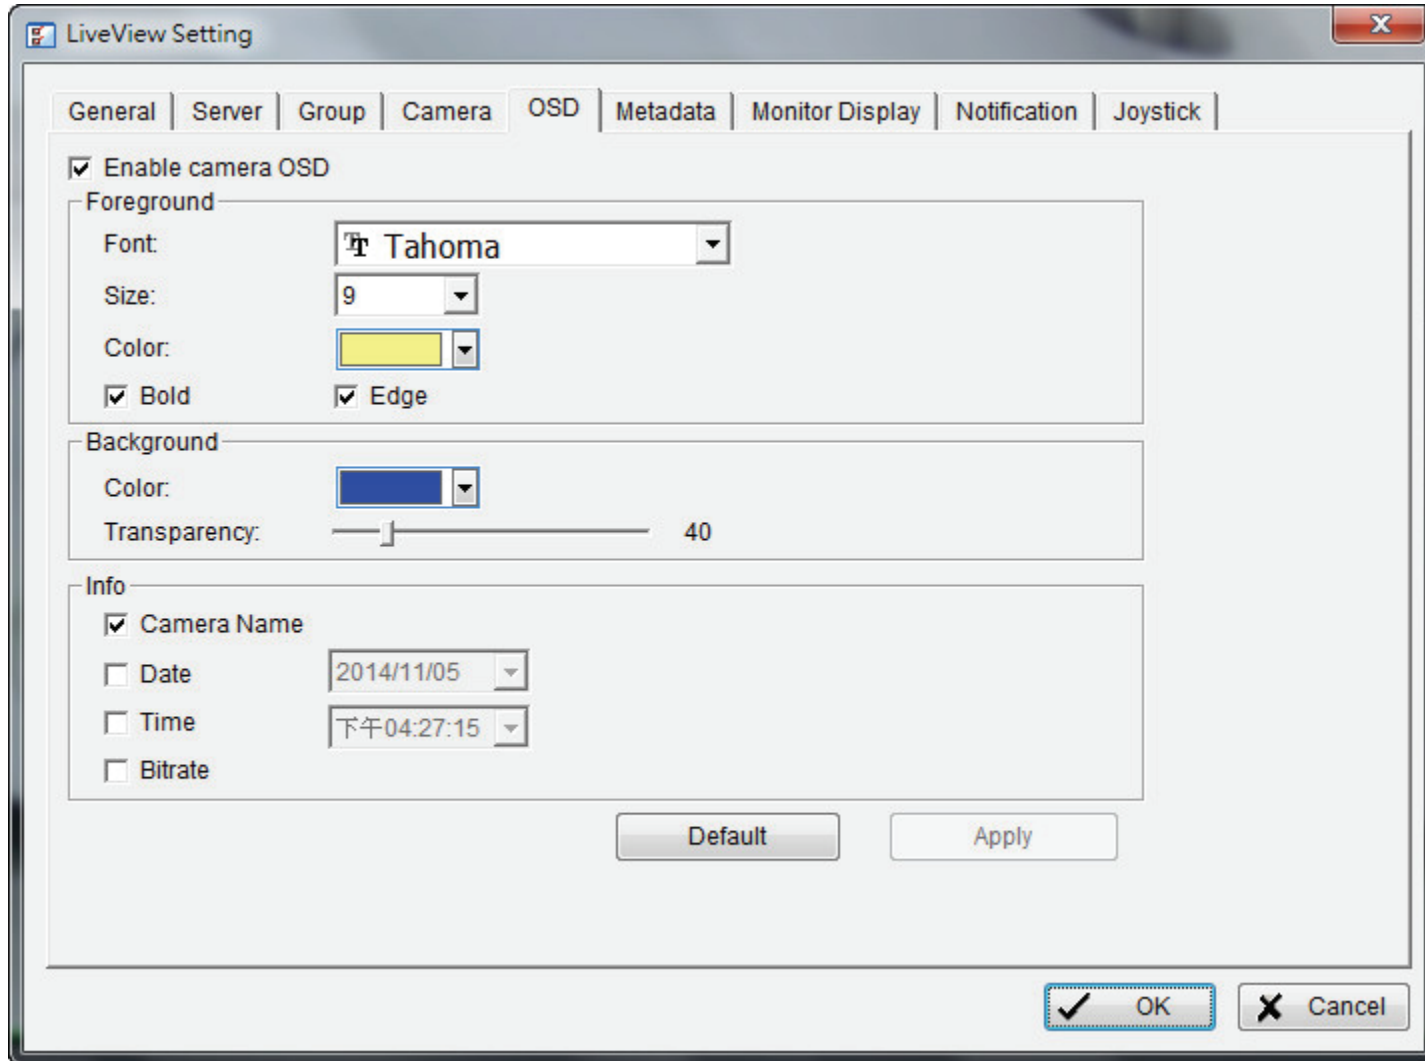 LiveView Setting
General Server Group Camera OSD Metadata Monitor Display Notification Joystick
Enable camera OSD
Foreground
Font: Tahoma
Size: 9
Color:
Bold Edge
Background
Color:
Transparency: 40
Info
Camera Name
Date 2014/11/05
Time 下午04:27:15
Bitrate
Default Apply
OK Cancel